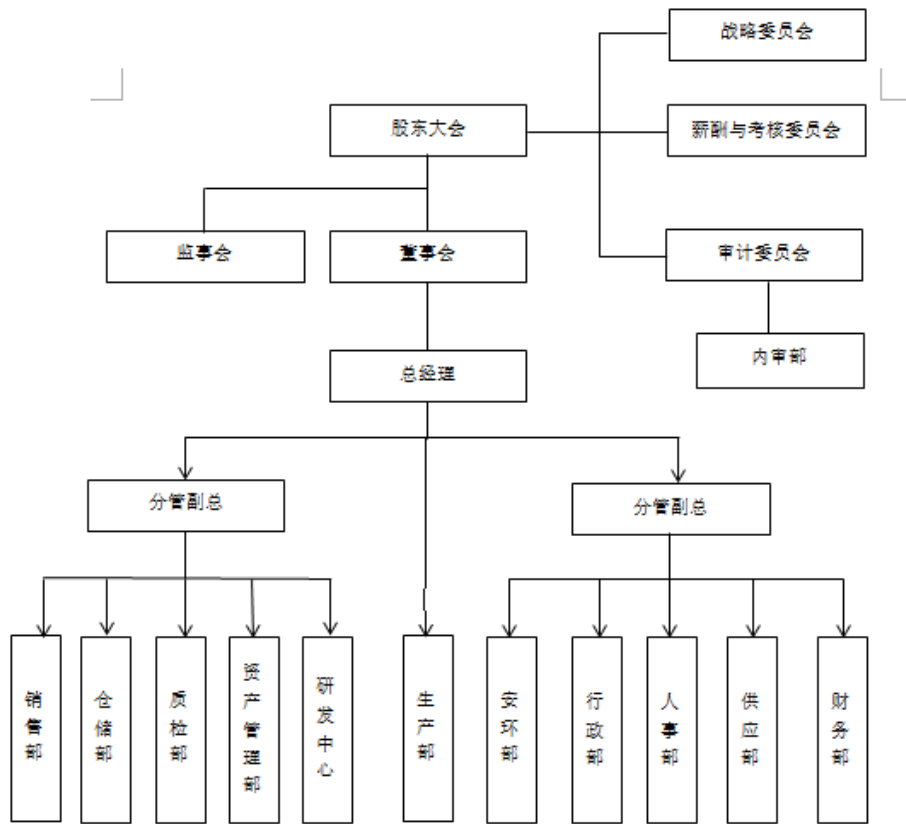 战略委员会
股东大会
薪酬与考核委员会
监事会
董事会
审计委员会
内审部
总经理
分管副总
分管副总
销售部
仓储部
质检部
资产管理部
研发中心
生产部
安环部
行政部
人事部
供应部
财务部